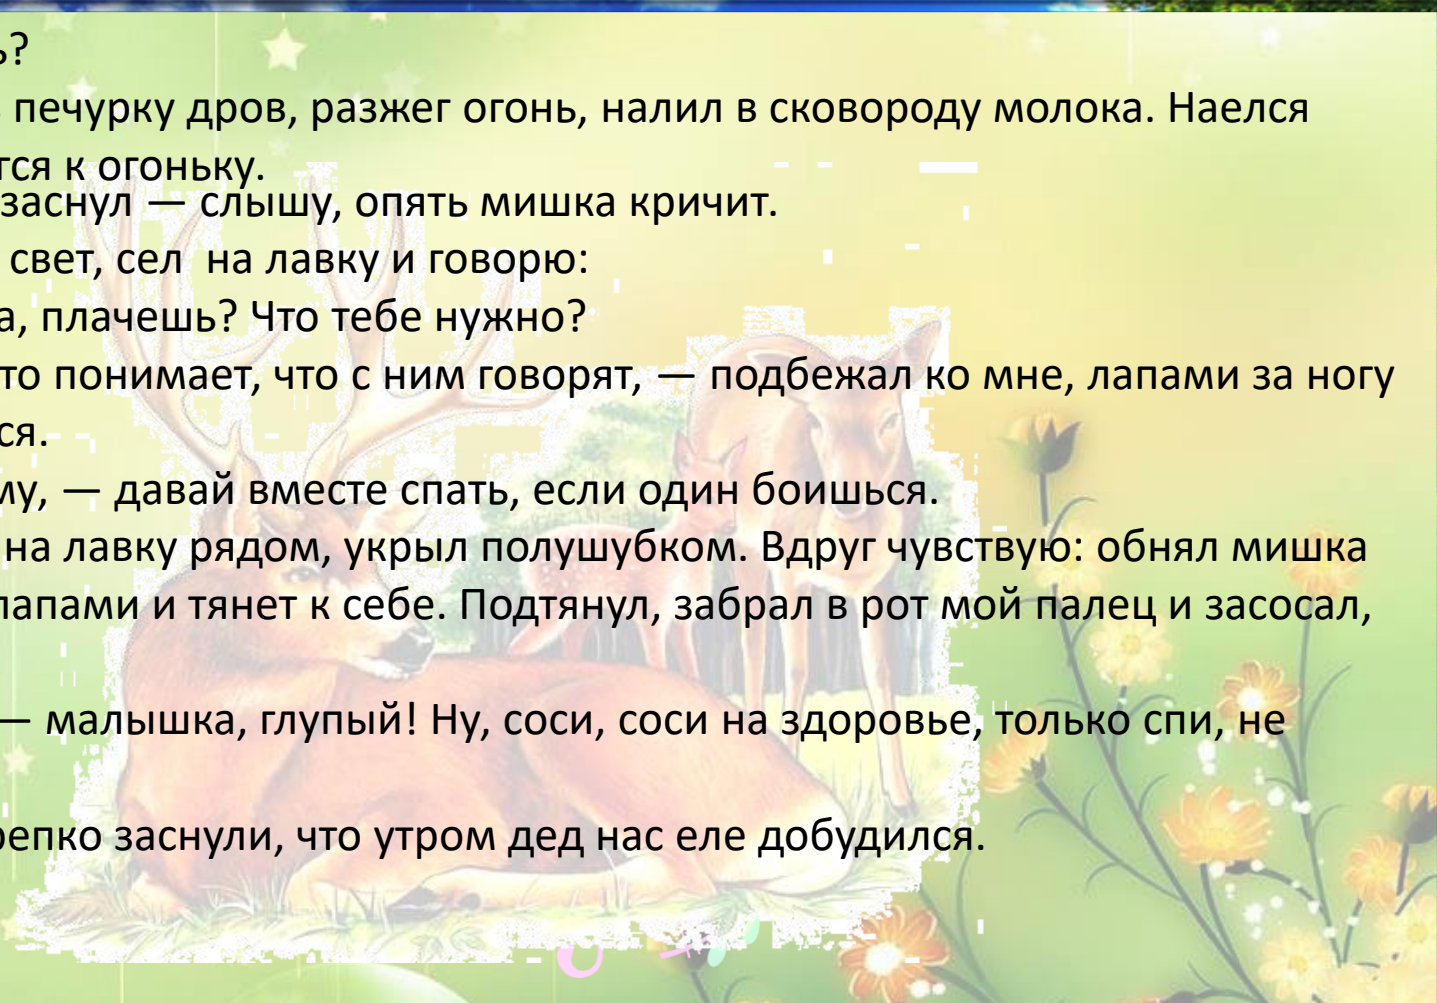 ь?
печурку дров, разжег огонь, налил в сковороду молока. Наелся
тся к огоньку.
заснул — слышу, опять мишка кричит.
свет, сел на лавку и говорю:
а, плачешь? Что тебе нужно?
то понимает, что с ним говорят, — подбежал ко мне, лапами за ногу
ся.
му, — давай вместе спать, если один боишься.
на лавку рядом, укрыл полушубком. Вдруг чувствую: обнял мишка
лапами и тянет к себе. Подтянул, забрал в рот мой палец и засосал,
— малышка, глупый! Ну, соси, соси на здоровье, только спи, не
репко заснули, что утром дед нас еле добудился.